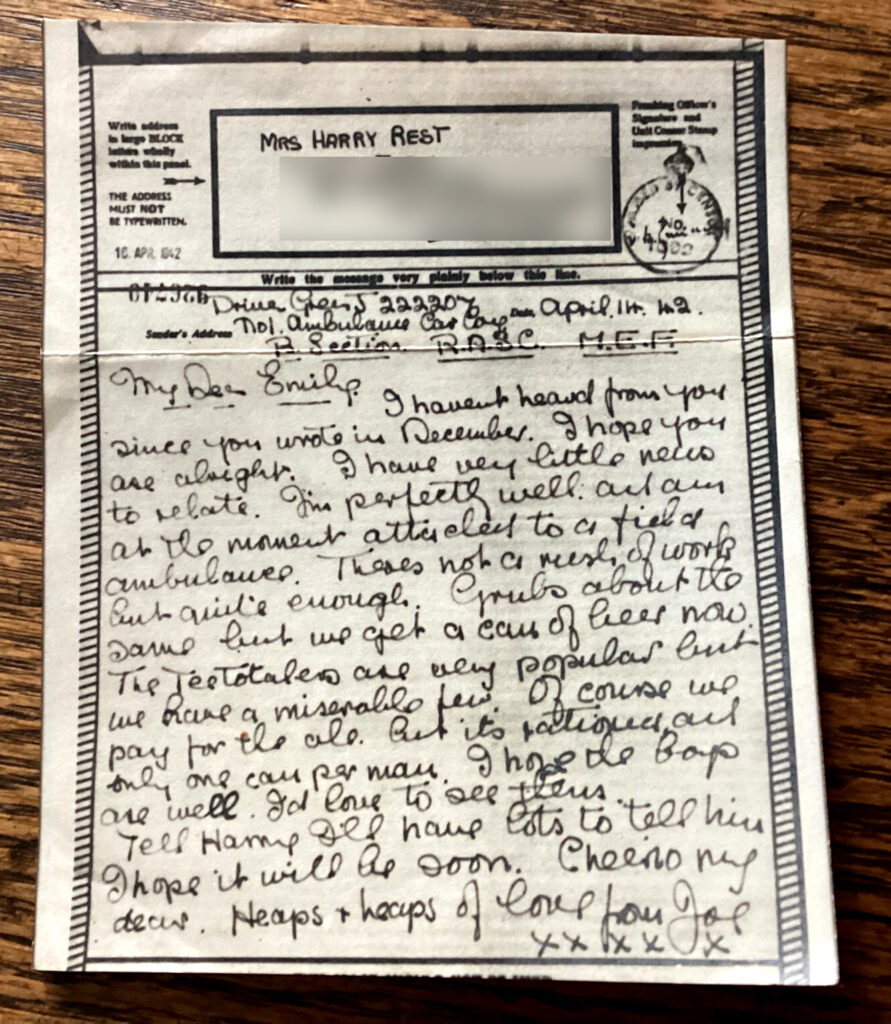 Write address
in large BLOCK
letters wholly
within this panel.
THE ADDRESS
MUST NOT
BE TYPEWRITTEN.
MRS HARRY REST
Signature and
Unit Censor Stamp
16 APR 1942
Write the message very plainly below this line.
Driver J 222207
Sender's Address No1. Ambulance Car Coy Date April. 1st. 42.
B. Section. R.A.S.C. M.E.F.
My Dear Emily.
I havent heard from you
since you wrote in December. I hope you
are alright. I have very little news
to relate. I'm perfectly well. and am
at the moment attached to a field
ambulance. Theres not a rush of work
but quite enough. Grubs about the
same but we get a can of beer now.
The Teetotalers are very popular but
we have a miserable few. Of course we
pay for the ale. but its rationed, and
only one can per man. I hope the boys
are well. I'd love to see them.
Tell Harry I'll have lots to tell him
I hope it will be soon. Cheerio my
dear. Heaps + heaps of love from Joe
x x x x x